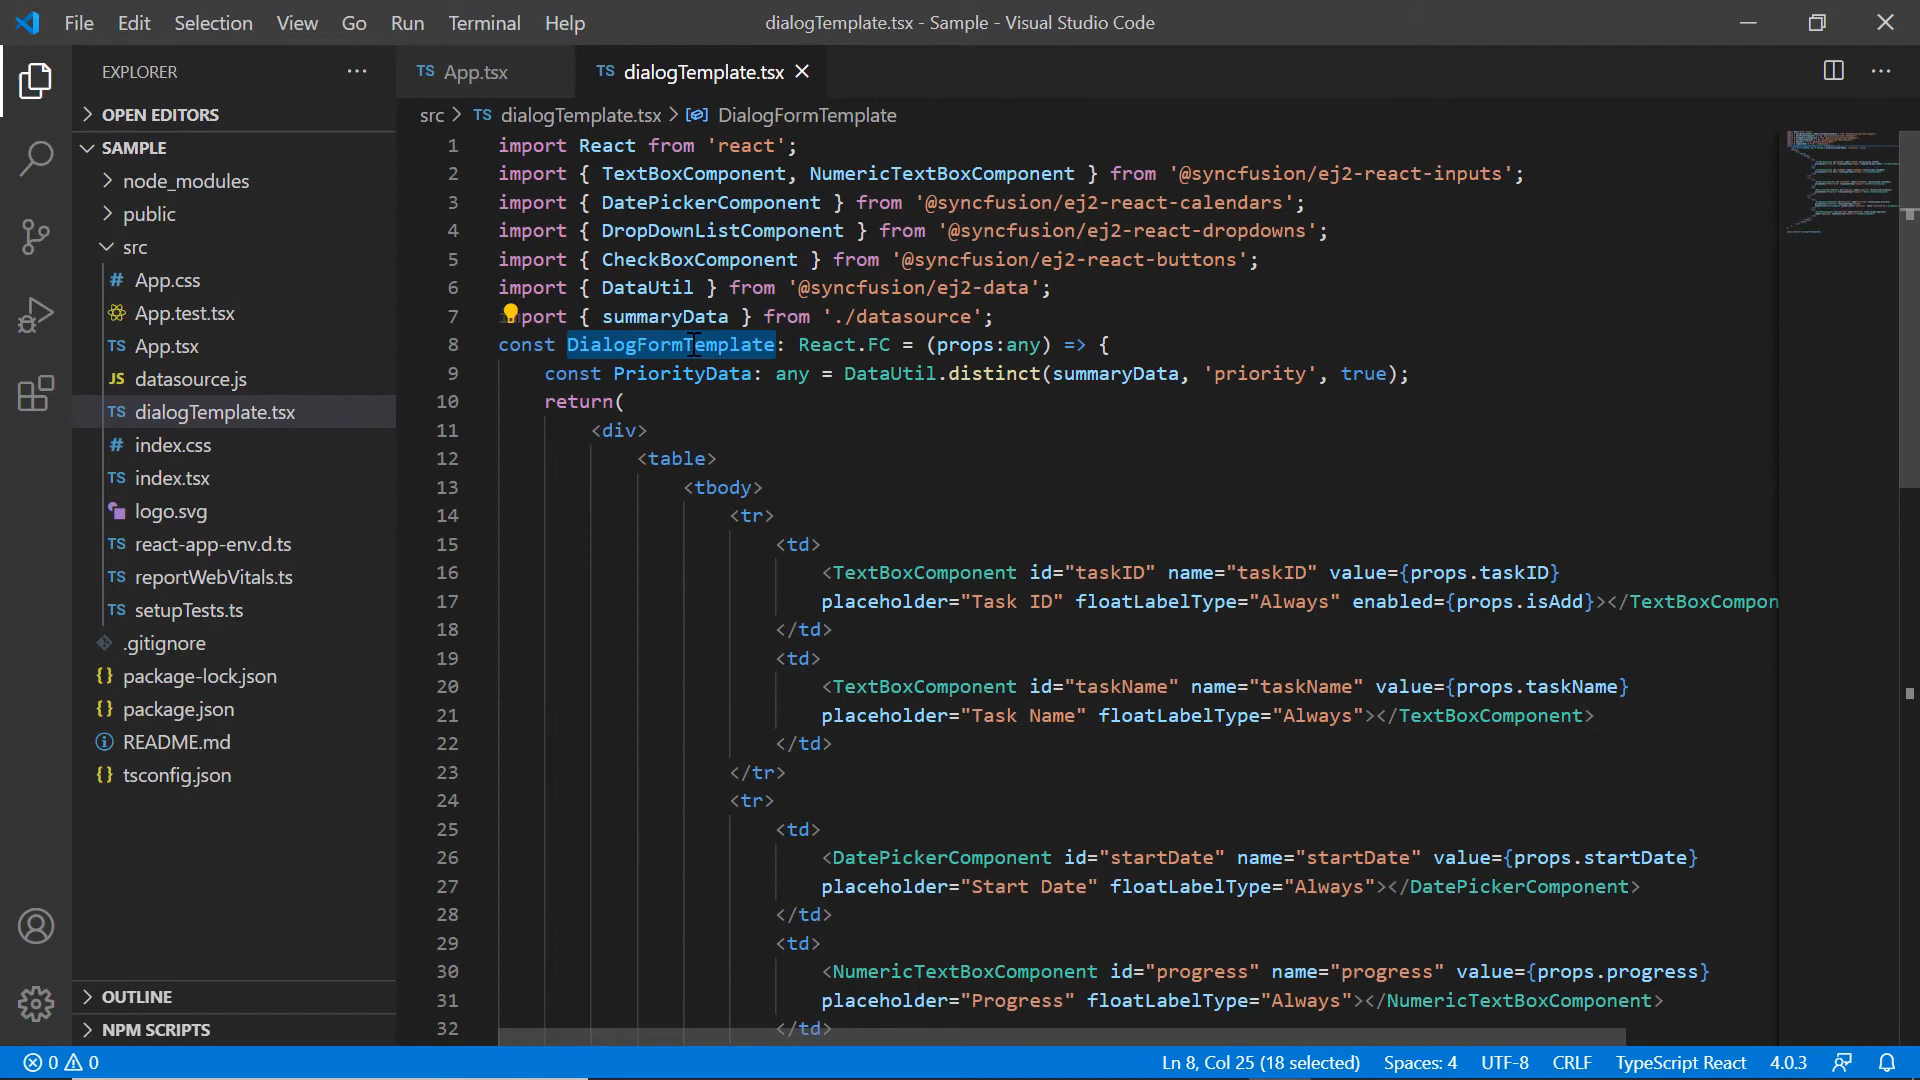 File Edit Selection View Go Run Terminal Help
dialogTemplate.tsx - Sample - Visual Studio Code
EXPLORER
OPEN EDITORS
SAMPLE
node_modules
public
src
# App.css
App.test.tsx
TS App.tsx
JS datasource.js
TS dialogTemplate.tsx
# index.css
TS index.tsx
logo.svg
TS react-app-env.d.ts
TS reportWebVitals.ts
TS setupTests.ts
.gitignore
{} package-lock.json
{} package.json
README.md
{} tsconfig.json
OUTLINE
NPM SCRIPTS
TS App.tsx
TS dialogTemplate.tsx
src > TS dialogTemplate.tsx > DialogFormTemplate
1 import React from 'react';
2 import { TextBoxComponent, NumericTextBoxComponent } from '@syncfusion/ej2-react-inputs';
3 import { DatePickerComponent } from '@syncfusion/ej2-react-calendars';
4 import { DropDownListComponent } from '@syncfusion/ej2-react-dropdowns';
5 import { CheckBoxComponent } from '@syncfusion/ej2-react-buttons';
6 import { DataUtil } from '@syncfusion/ej2-data';
7 import { summaryData } from './datasource';
8 const DialogFormTemplate: React.FC = (props:any) => {
9 const PriorityData: any = DataUtil.distinct(summaryData, 'priority', true);
10 return(
11 <div>
12 <table>
13 <tbody>
14 <tr>
15 <td>
16 <TextBoxComponent id="taskID" name="taskID" value={props.taskID}
17 placeholder="Task ID" floatLabelType="Always" enabled={props.isAdd}></TextBoxCompon
18 </td>
19 <td>
20 <TextBoxComponent id="taskName" name="taskName" value={props.taskName}
21 placeholder="Task Name" floatLabelType="Always"></TextBoxComponent>
22 </td>
23 </tr>
24 <tr>
25 <td>
26 <DatePickerComponent id="startDate" name="startDate" value={props.startDate}
27 placeholder="Start Date" floatLabelType="Always"></DatePickerComponent>
28 </td>
29 <td>
30 <NumericTextBoxComponent id="progress" name="progress" value={props.progress}
31 placeholder="Progress" floatLabelType="Always"></NumericTextBoxComponent>
32 </td>
0 0
Ln 8, Col 25 (18 selected) Spaces: 4 UTF-8 CRLF TypeScript React 4.0.3